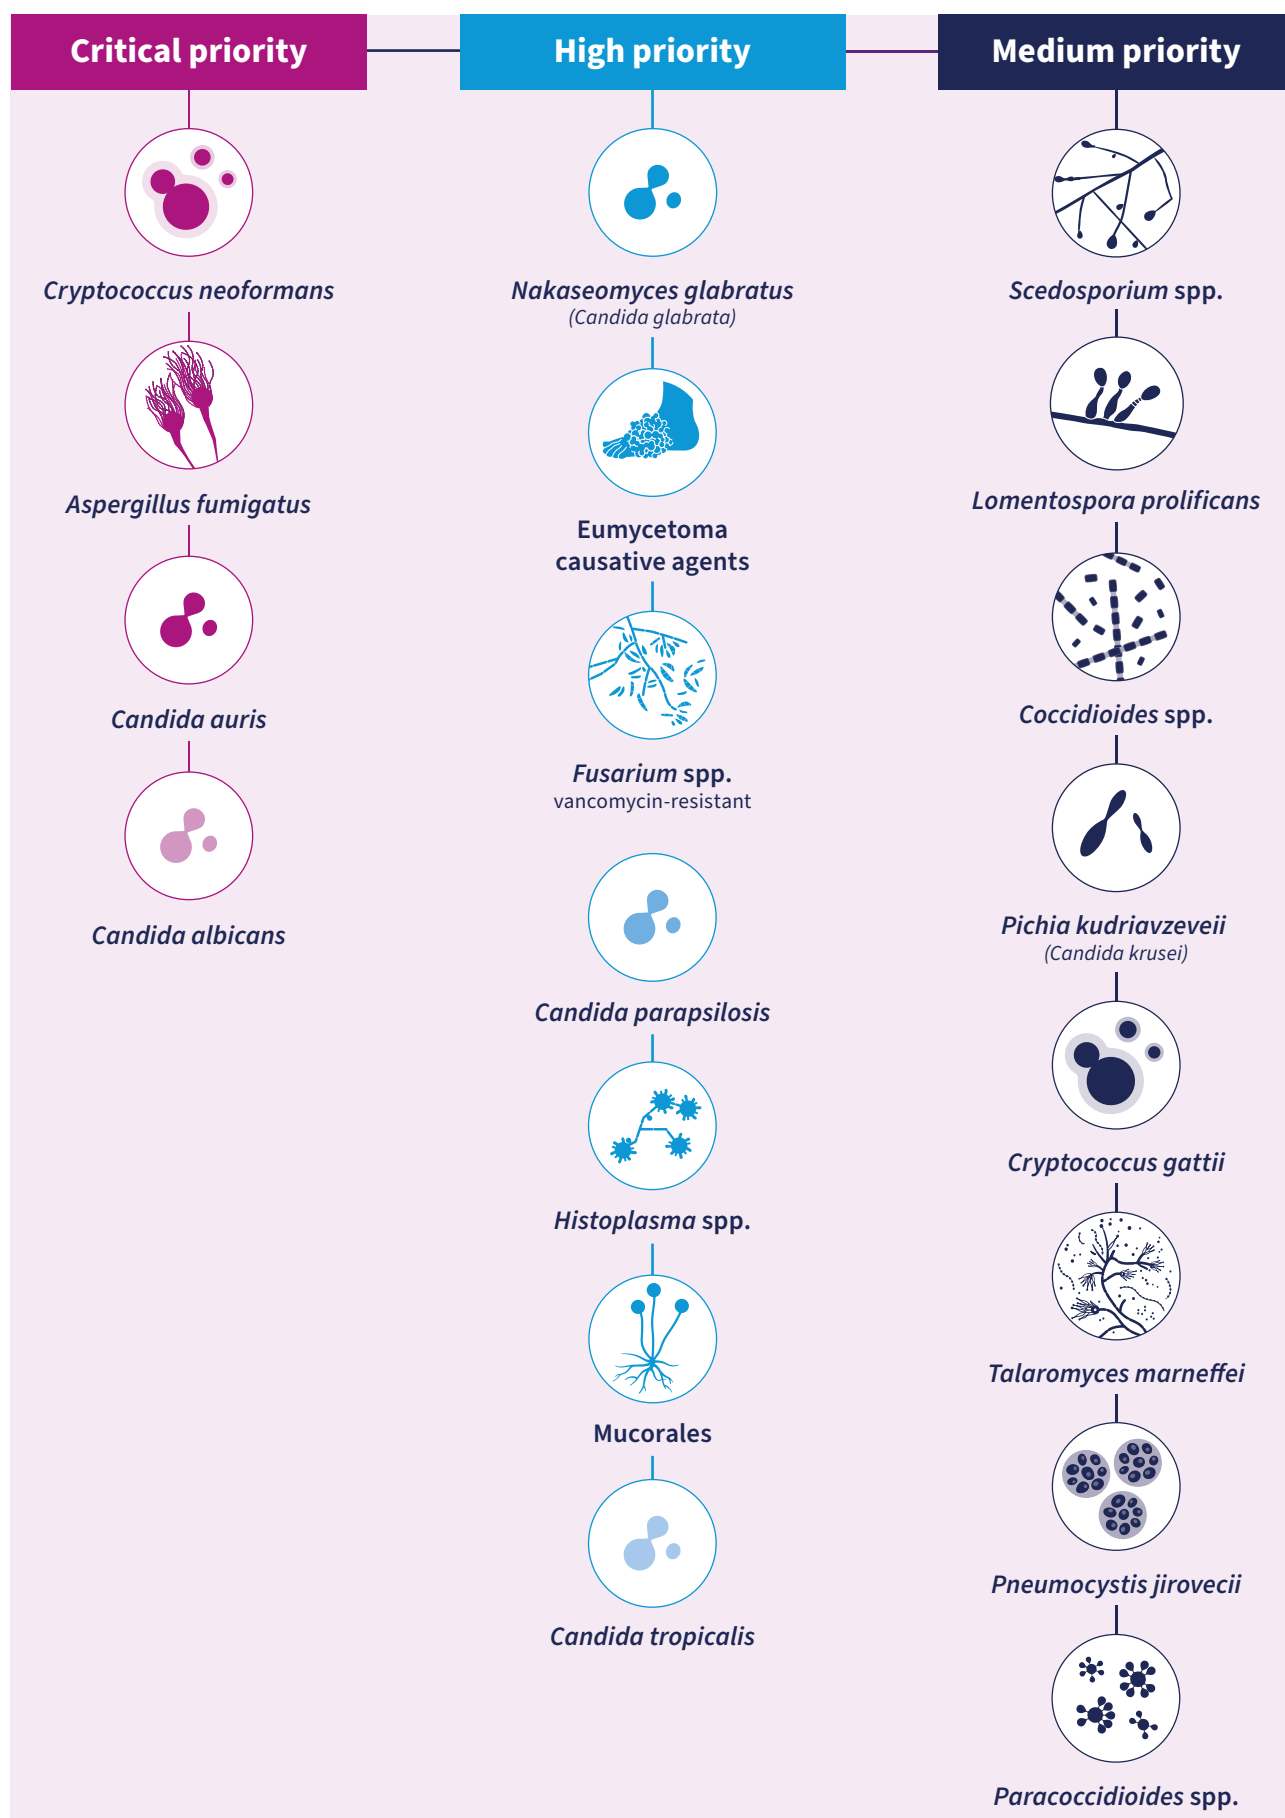 Critical priority
High priority
Medium priority
Cryptococcus neoformans
Aspergillus fumigatus
Candida auris
Candida albicans
Nakaseomyces glabratus
(Candida glabrata)
Eumycetoma
causative agents
Fusarium spp.
vancomycin-resistant
Candida parapsilosis
Histoplasma spp.
Mucorales
Candida tropicalis
Scedosporium spp.
Lomentospora prolificans
Coccidioides spp.
Pichia kudriavzeveii
(Candida krusei)
Cryptococcus gattii
Talaromyces marneffei
Pneumocystis jirovecii
Paracoccidioides spp.